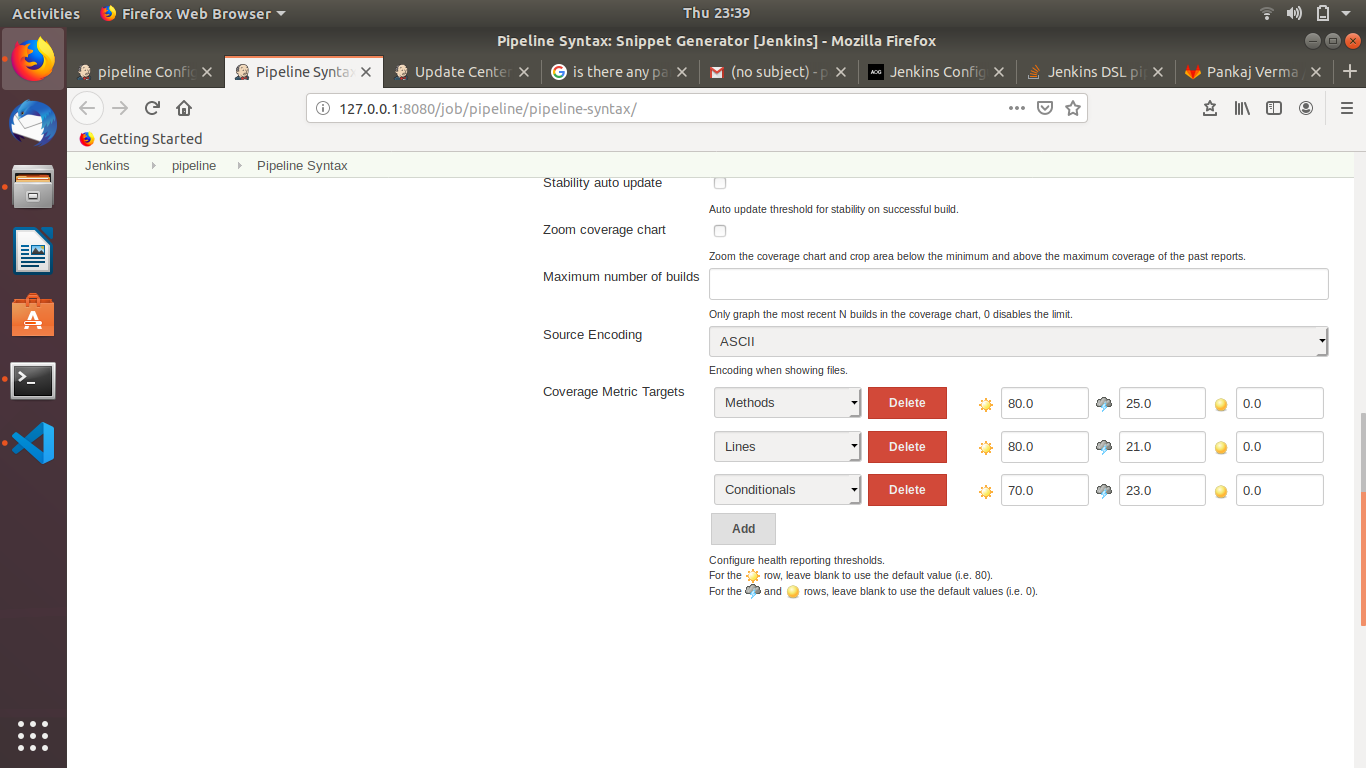 Activities Firefox Web Browser Thu 23:39
Pipeline Syntax: Snippet Generator [Jenkins] - Mozilla Firefox
pipeline Config Pipeline Syntax Update Center is there any pa (no subject) - p AOG Jenkins Config Jenkins DSL pip Pankaj Verma
127.0.0.1:8080/job/pipeline/pipeline-syntax/
Getting Started
Jenkins pipeline Pipeline Syntax
Stability auto update
Auto update threshold for stability on successful build.
Zoom coverage chart
Zoom the coverage chart and crop area below the minimum and above the maximum coverage of the past reports.
Maximum number of builds
Only graph the most recent N builds in the coverage chart, 0 disables the limit.
Source Encoding ASCII
Encoding when showing files.
Coverage Metric Targets Methods Delete 80.0 25.0 0.0
Lines Delete 80.0 21.0 0.0
Conditionals Delete 70.0 23.0 0.0
Add
Configure health reporting thresholds.
For the row, leave blank to use the default value (i.e. 80).
For the and rows, leave blank to use the default values (i.e. 0).